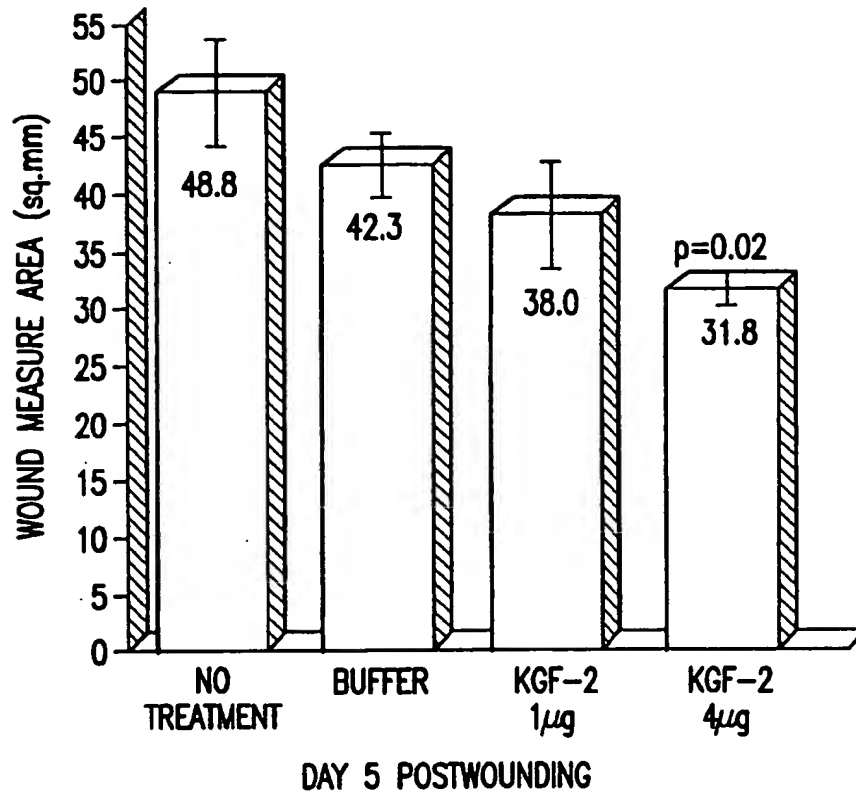 WOUND MEASURE AREA (sq.mm)
55
50
45
40
35
30
25
20
15
10
5
0
48.8
42.3
38.0
p=0.02
31.8
NO
TREATMENT
BUFFER
KGF-2
1μg
KGF-2
4μg
DAY 5 POSTWOUNDING